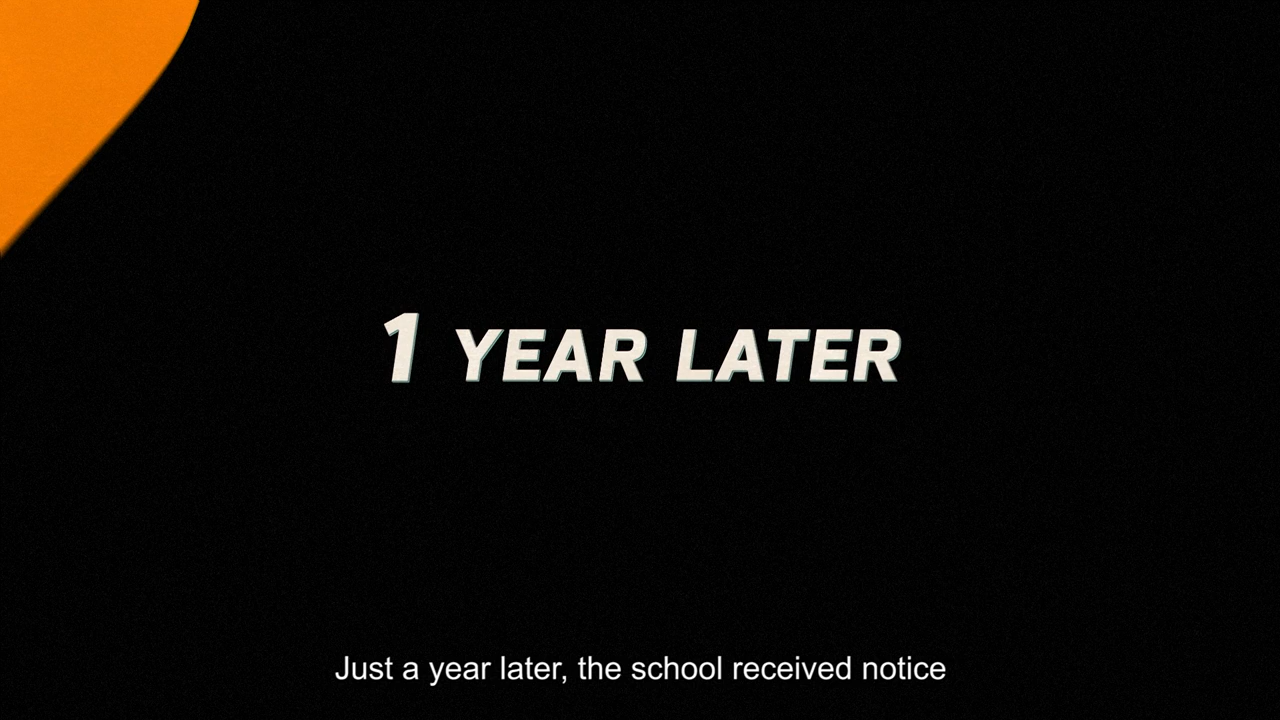 1 YEAR LATER
Just a year later, the school received notice